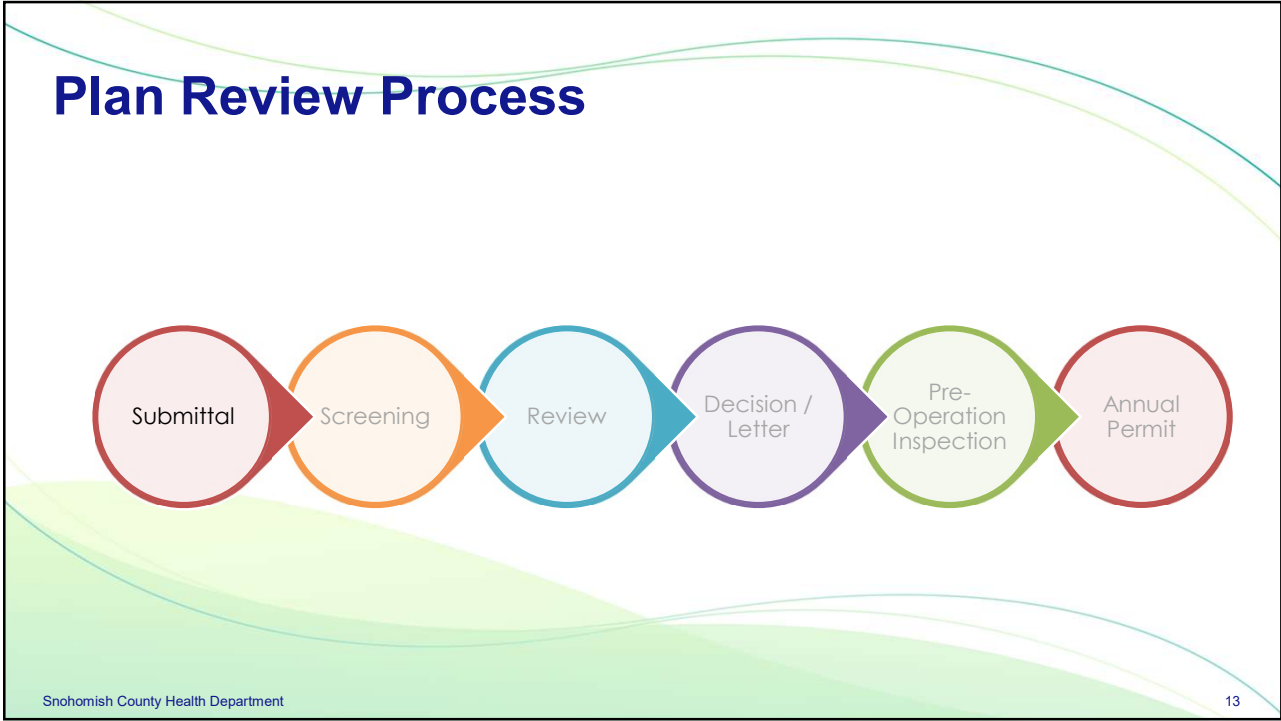 Plan Review Process
Submittal
Screening
Review
Decision /
Letter
Pre-
Operation
Inspection
Annual
Permit
Snohomish County Health Department
13